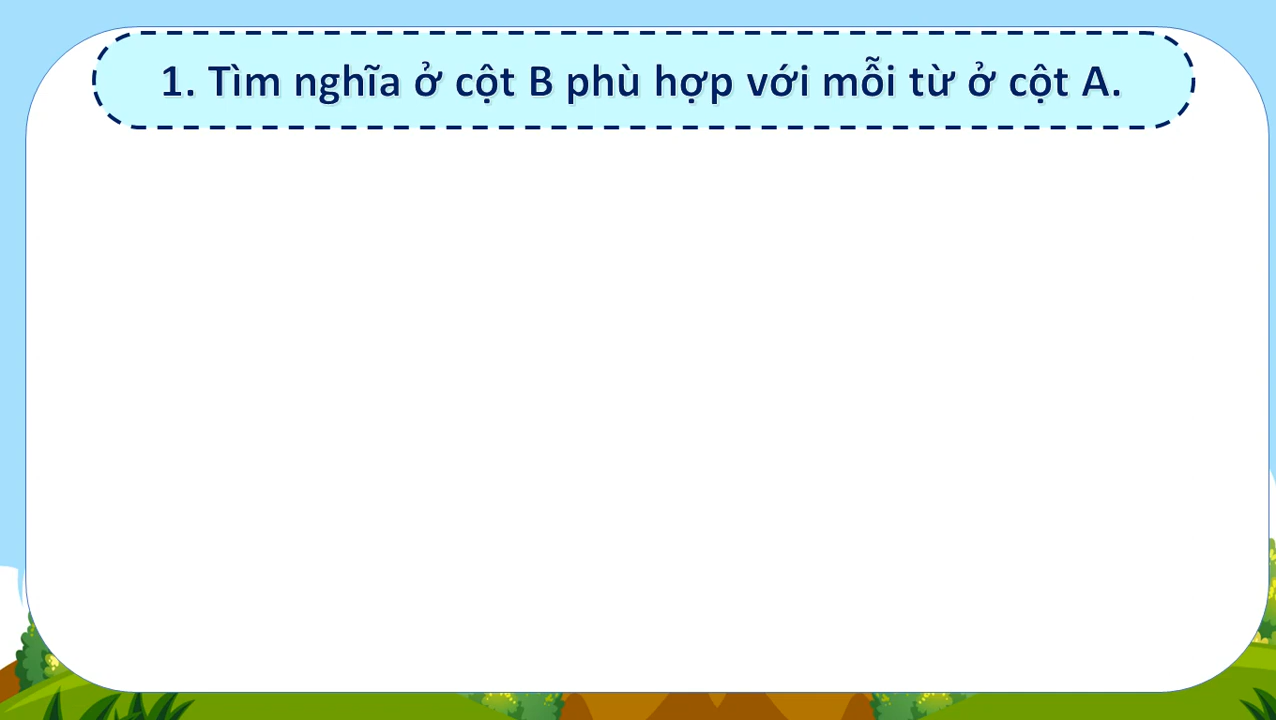 1. Tìm nghĩa ở cột B phù hợp với mỗi từ ở cột A.